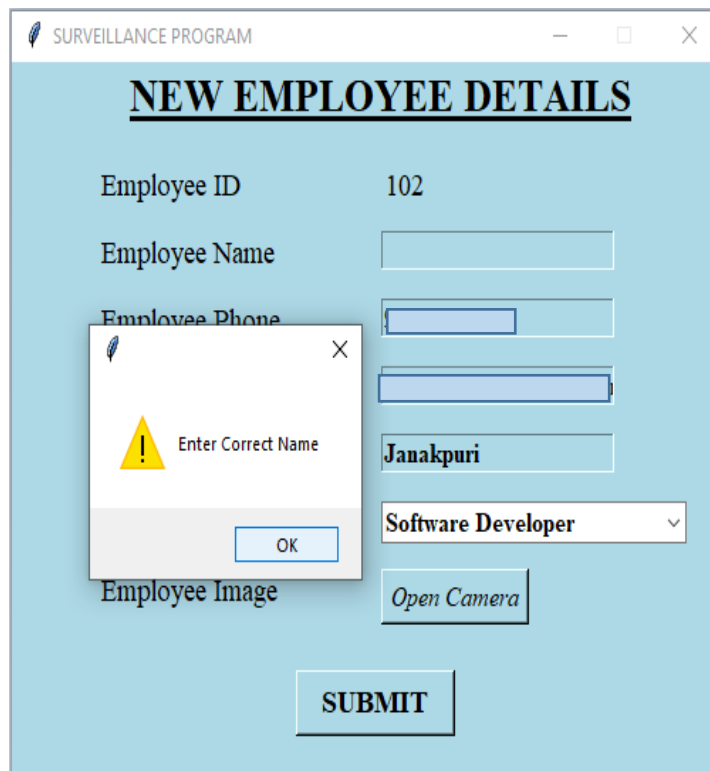 SURVEILLANCE PROGRAM
NEW EMPLOYEE DETAILS
Employee ID 102
Employee Name
Employee Phone
Enter Correct Name
Janakpuri
Software Developer
OK
Employee Image Open Camera
SUBMIT